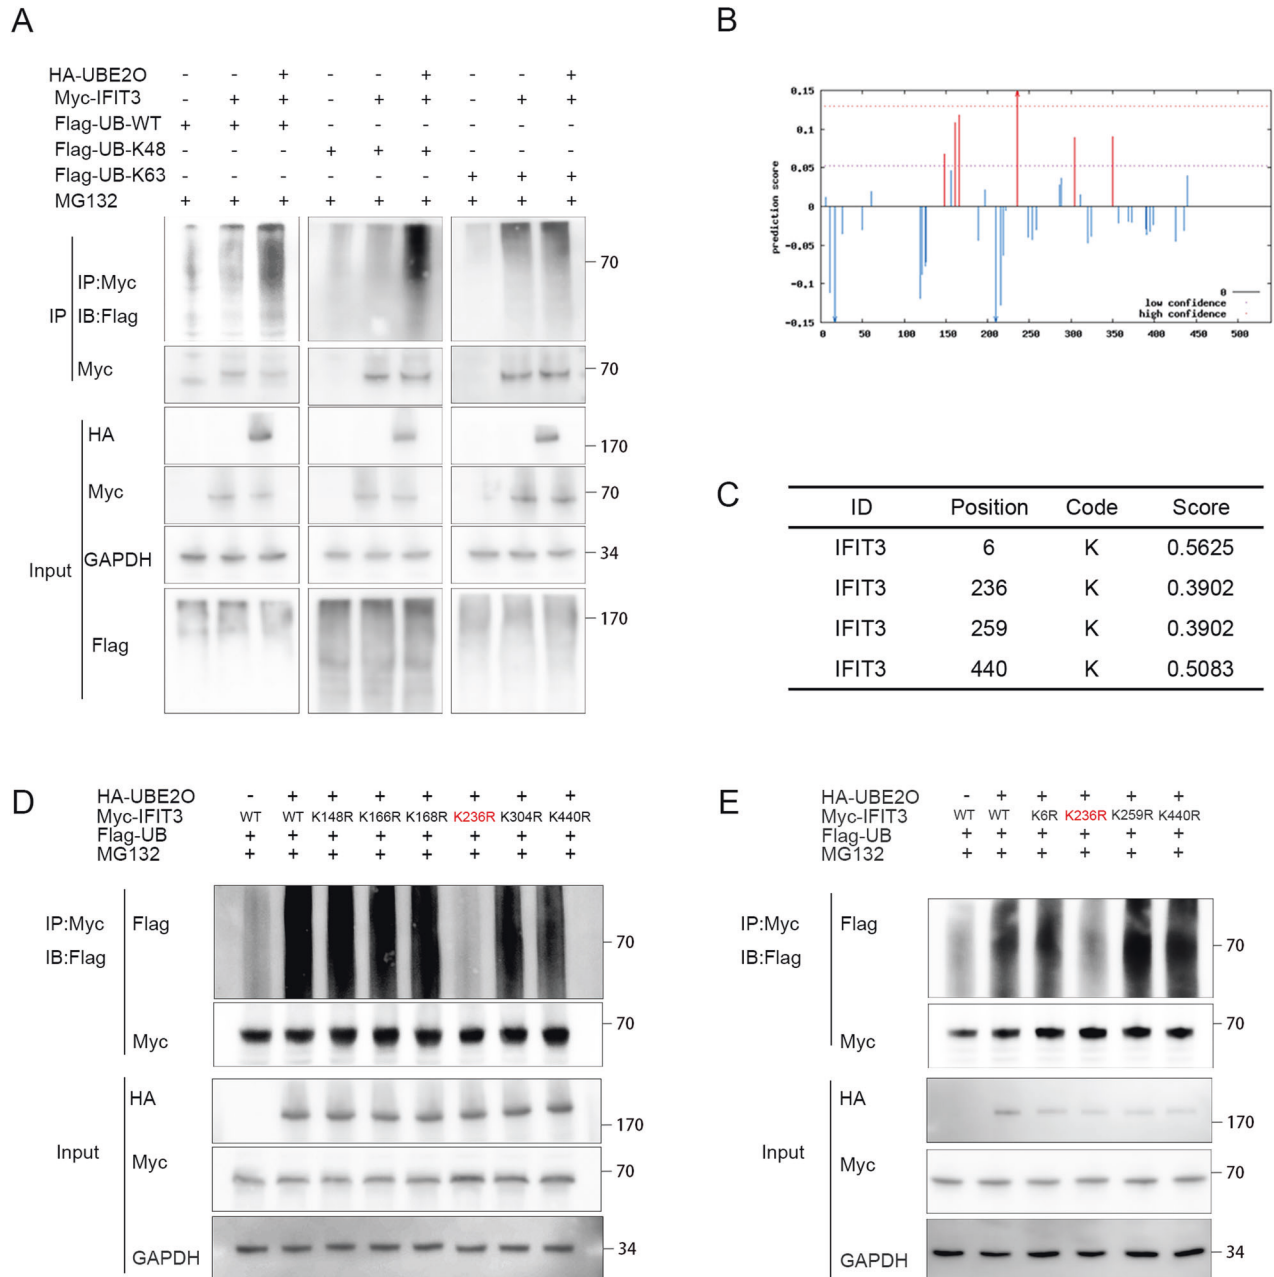 A
HA-UBE2O - - + - - + - - +
Myc-IFIT3 - + + - + + - + +
Flag-UB-WT + + + - - - - - -
Flag-UB-K48 - - - + + + - - -
Flag-UB-K63 - - - - - - + + +
MG132 + + + + + + + + +
IP
IP:Myc
IB:Flag
70
Myc
70
Input
HA
170
Myc
70
GAPDH
34
Flag
170
B
prediction score
0.15
0.1
0.05
0
-0.05
-0.1
-0.15
0 50 100 150 200 250 300 350 400 450 500
0
low confidence
high confidence
C
ID Position Code Score
IFIT3 6 K 0.5625
IFIT3 236 K 0.3902
IFIT3 259 K 0.3902
IFIT3 440 K 0.5083
D
HA-UBE2O - + + + + + + +
Myc-IFIT3 WT WT K148R K166R K168R K236R K304R K440R
Flag-UB + + + + + + + +
MG132 + + + + + + + +
IP:Myc
IB:Flag
Flag
70
Myc
70
Input
HA
170
Myc
70
GAPDH
34
E
HA-UBE2O - + + + + +
Myc-IFIT3 WT WT K6R K236R K259R K440R
Flag-UB + + + + + +
MG132 + + + + + +
IP:Myc
IB:Flag
Flag
70
Myc
70
Input
HA
170
Myc
70
GAPDH
34